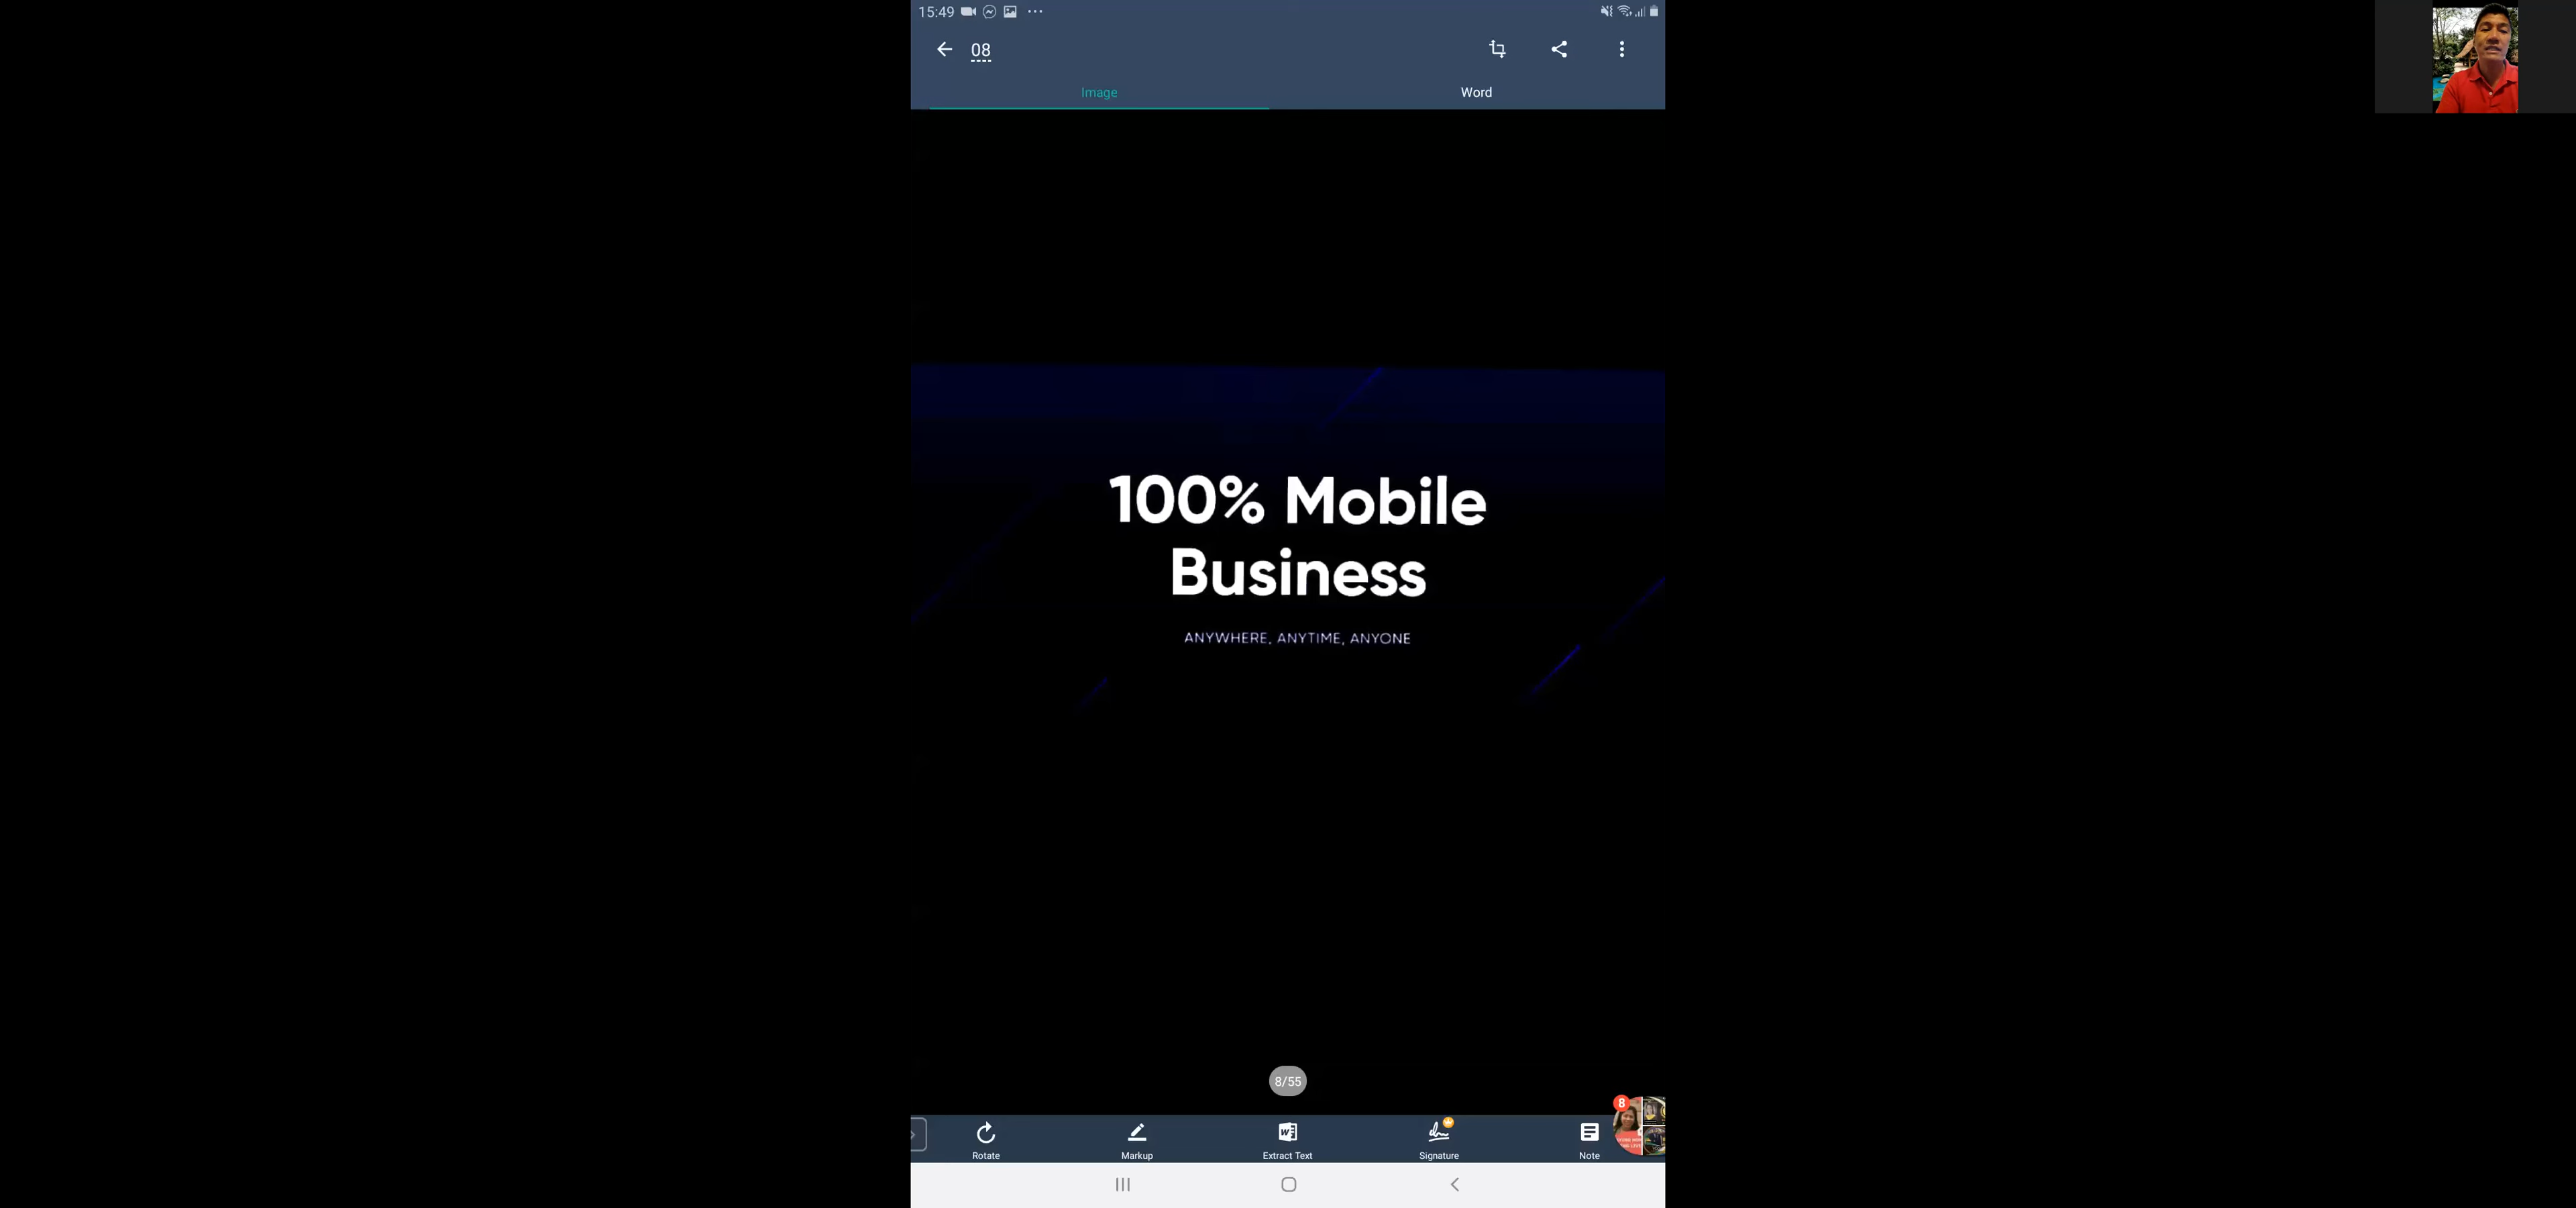 15:49
08
Image
Word
100% Mobile
Business
ANYWHERE, ANYTIME, ANYONE
8/55
8
Rotate
Markup
Extract Text
Signature
Note